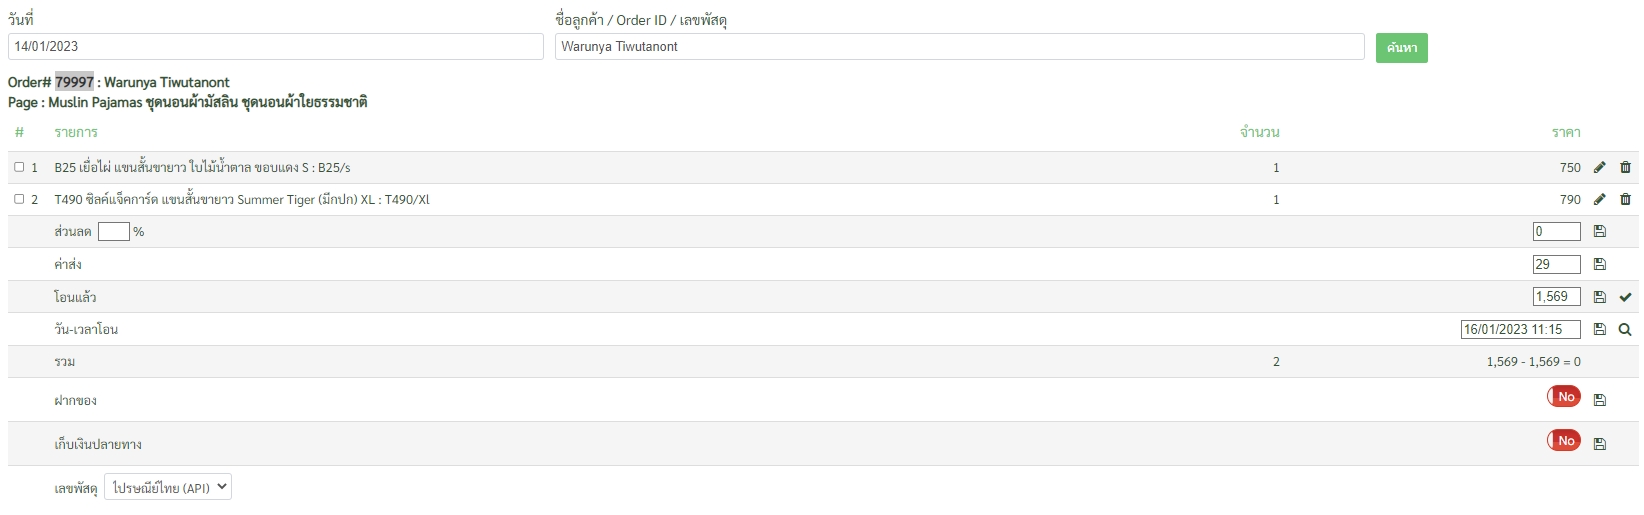 วันที่ ชื่อลูกค้า / Order ID / เลขพัสดุ
14/01/2023 Warunya Tiwutanont ค้นหา
Order# 79997 : Warunya Tiwutanont
Page : Muslin Pajamas ชุดนอนผ้ามัสลิน ชุดนอนผ้าใยธรรมชาติ
# รายการ จำนวน ราคา
1 B25 เยื่อไผ่ แขนสั้นขายาว ใบไม้น้ำตาล ขอบแดง S : B25/s 1 750
2 T490 ซิลค์แจ็คการ์ด แขนสั้นขายาว Summer Tiger (มีกปก) XL : T490/Xl 1 790
ส่วนลด % 0
ค่าส่ง 29
โอนแล้ว 1,569
วัน-เวลาโอน 16/01/2023 11:15
รวม 2 1,569 - 1,569 = 0
ฝากของ No
เก็บเงินปลายทาง No
เลขพัสดุ ไปรษณีย์ไทย (API)